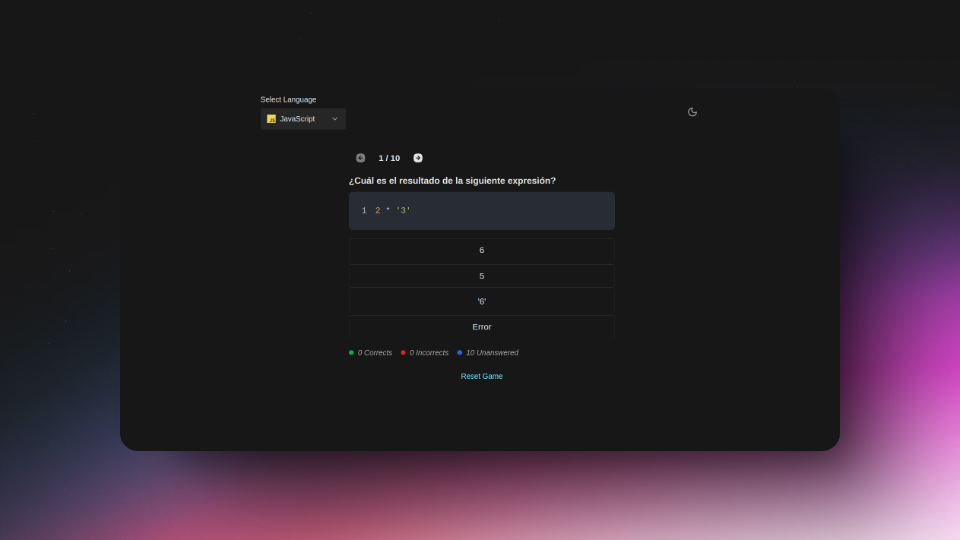 Select Language
JavaScript
1 / 10
¿Cuál es el resultado de la siguiente expresión?
1 2 * '3'
6
5
'6'
Error
0 Corrects 0 Incorrects 10 Unanswered
Reset Game